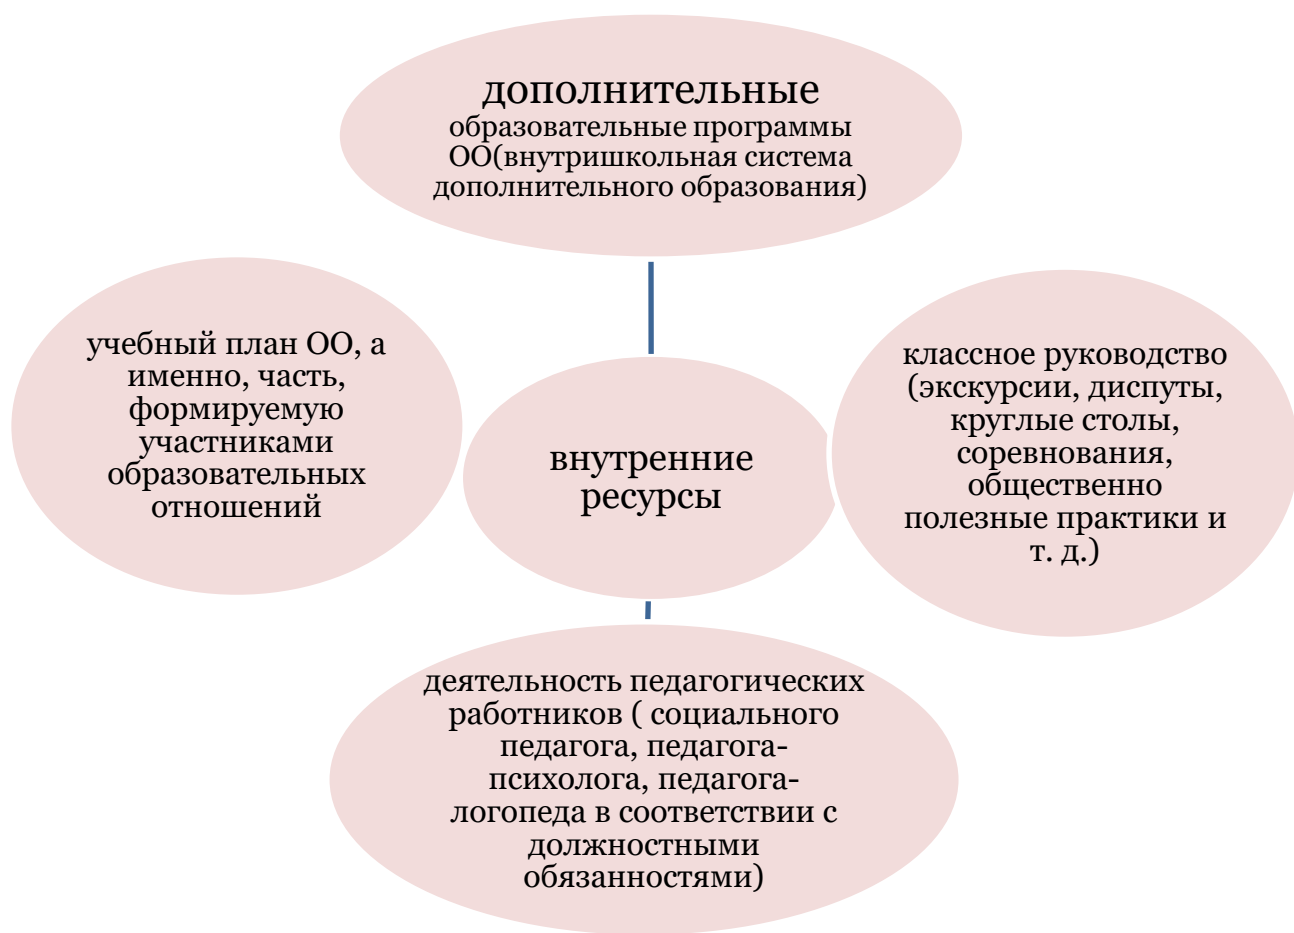 дополнительные
образовательные программы
ОО(внутришкольная система
дополнительного образования)
учебный план ОО, а
именно, часть,
формируемую
участниками
образовательных
отношений
внутренние
ресурсы
классное руководство
(экскурсии, диспуты,
круглые столы,
соревнования,
общественно
полезные практики и
т. д.)
деятельность педагогических
работников ( социального
педагога, педагога-
психолога, педагога-
логопеда в соответствии с
должностными
обязанностями)